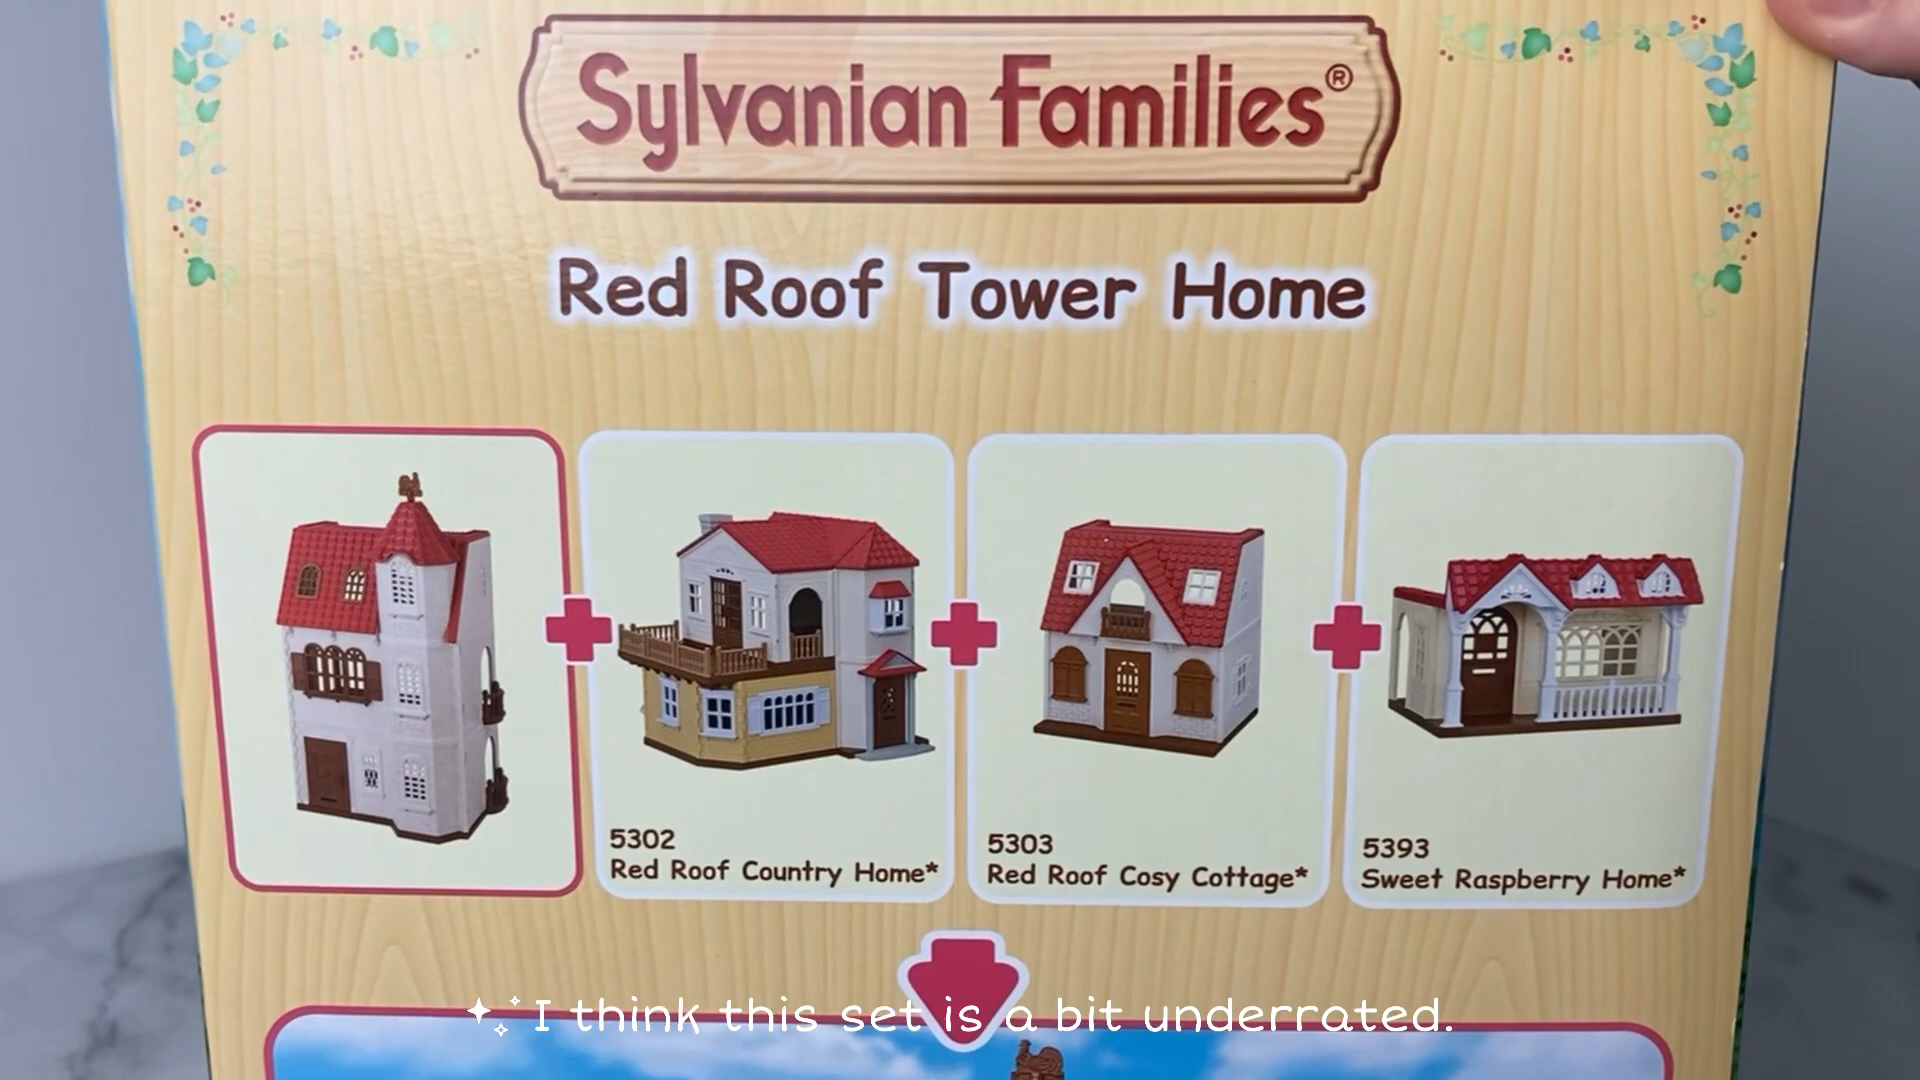 Sylvanian Families®
Red Roof Tower Home
5302
Red Roof Country Home*
5303
Red Roof Cosy Cottage*
5393
Sweet Raspberry Home*
I think this set is a bit underrated.